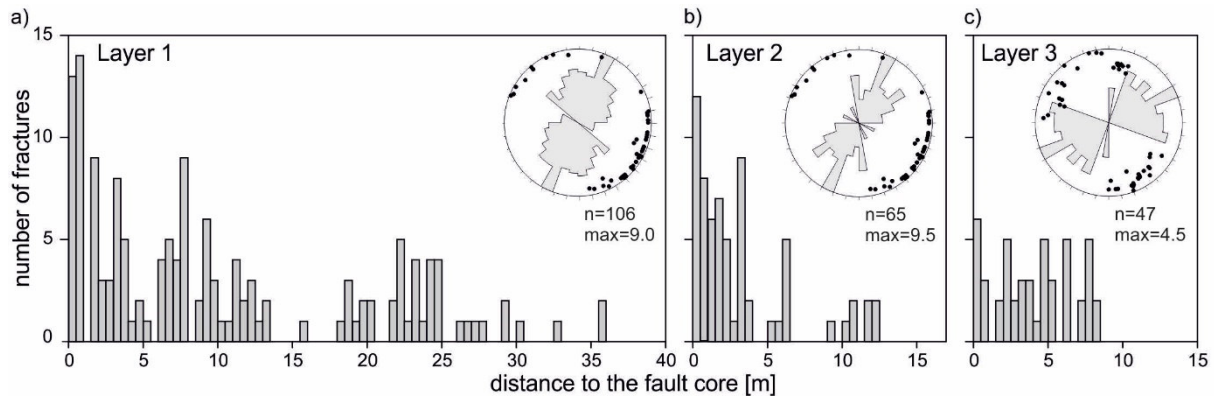 a)
Layer 1
n=106
max=9.0
b)
Layer 2
n=65
max=9.5
c)
Layer 3
n=47
max=4.5
number of fractures
15
10
5
0
0 5 10 15 20 25 30 35 40
0 5 10 15
0 5 10 15
distance to the fault core [m]